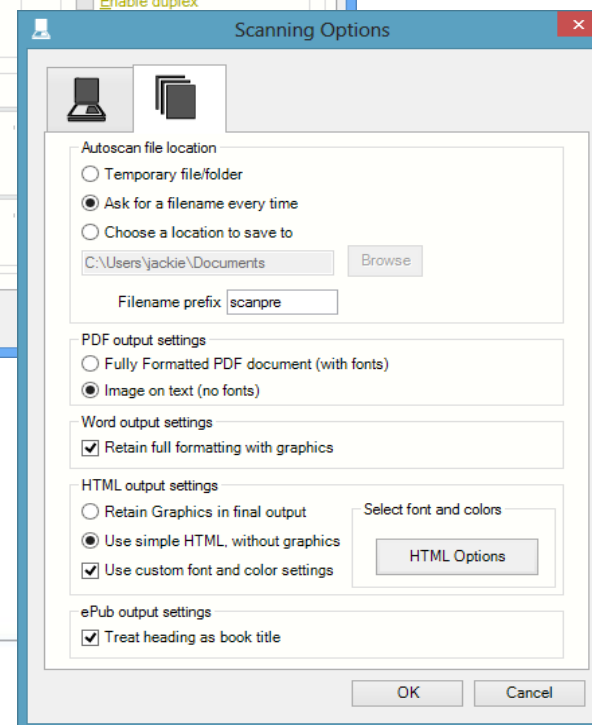 Enable duplex
Scanning Options
Autoscan file location
Temporary file/folder
Ask for a filename every time
Choose a location to save to
C:\Users\jackie\Documents
Browse
Filename prefix scanpre
PDF output settings
Fully Formatted PDF document (with fonts)
Image on text (no fonts)
Word output settings
Retain full formatting with graphics
HTML output settings
Retain Graphics in final output
Select font and colors
Use simple HTML, without graphics
HTML Options
Use custom font and color settings
ePub output settings
Treat heading as book title
OK
Cancel